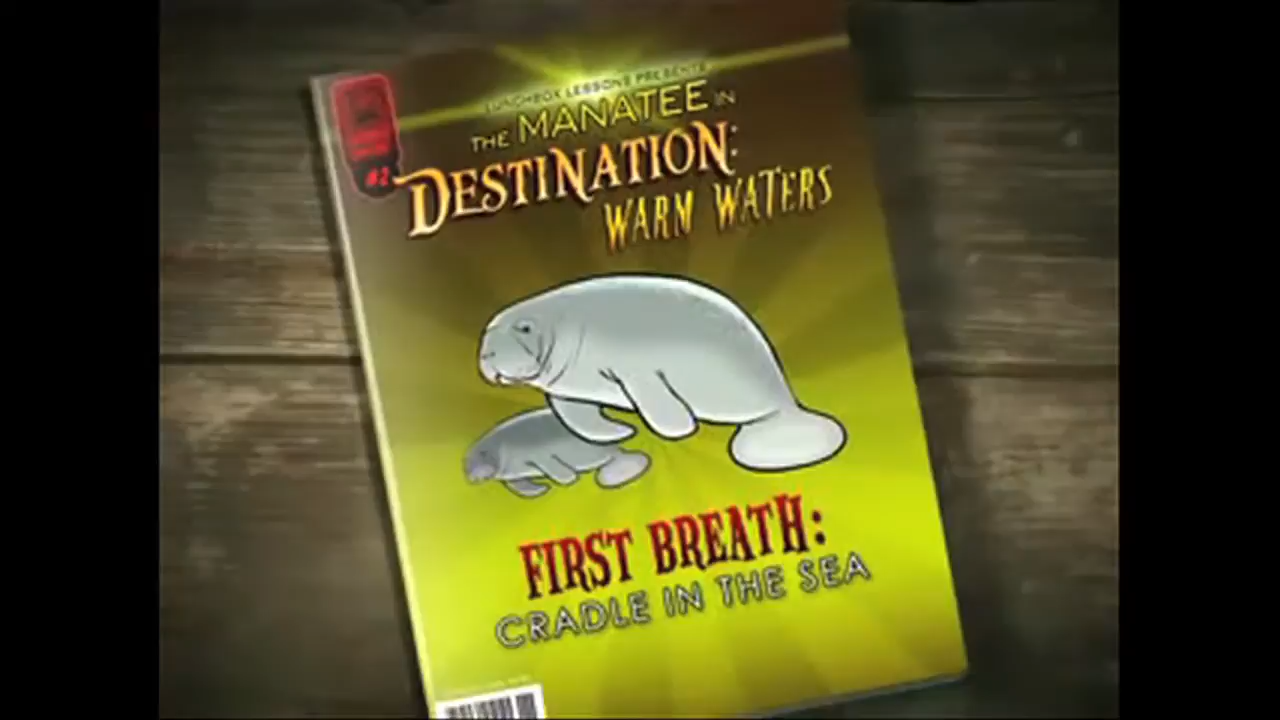 LUNCHBOX LESSONS PRESENTS
THE MANATEE IN
DESTINATION:
WARM WATERS
#2
FIRST BREATH:
CRADLE IN THE SEA